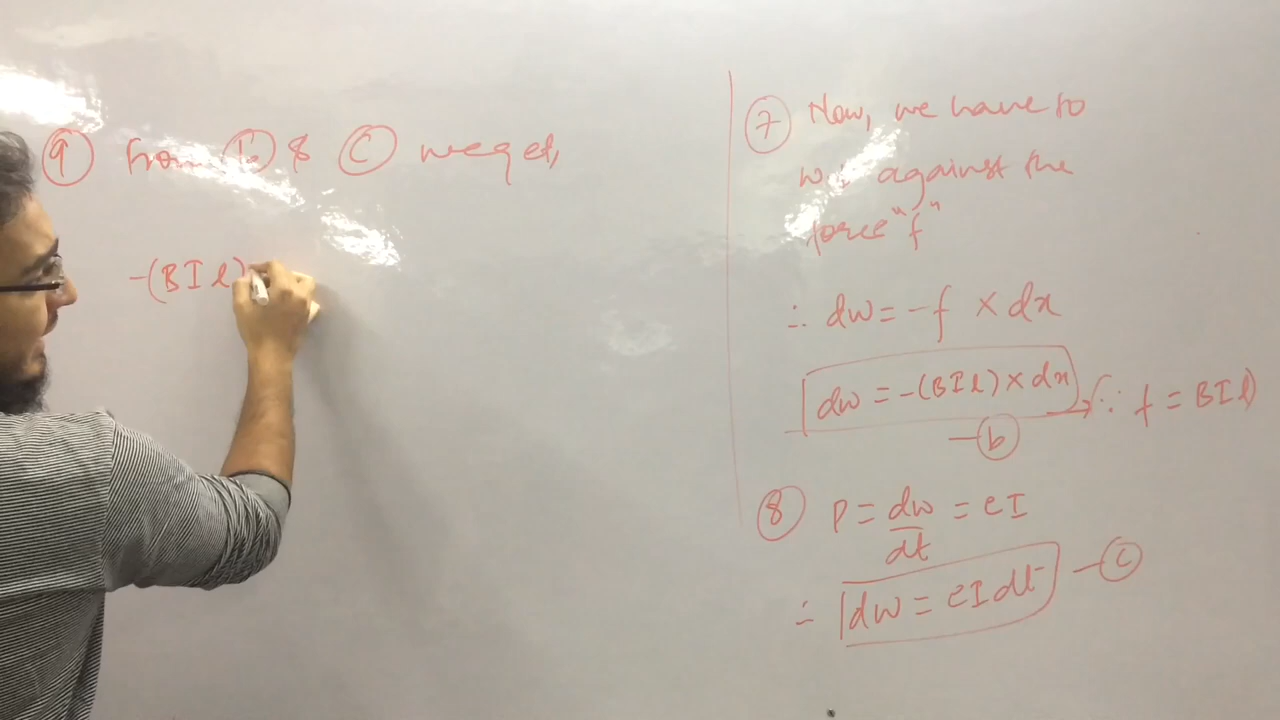 ⑨ from ⓑ & ⓒ we get,
-(BIl)
⑦ Now, we have to
against the
force "f"
∴ dw = -f × dx
dw = -(BIl) × dx (∵ f = BIl)
— ⓑ
⑧ P = dw/dt = eI
∴ dw = eIdt — ⓒ